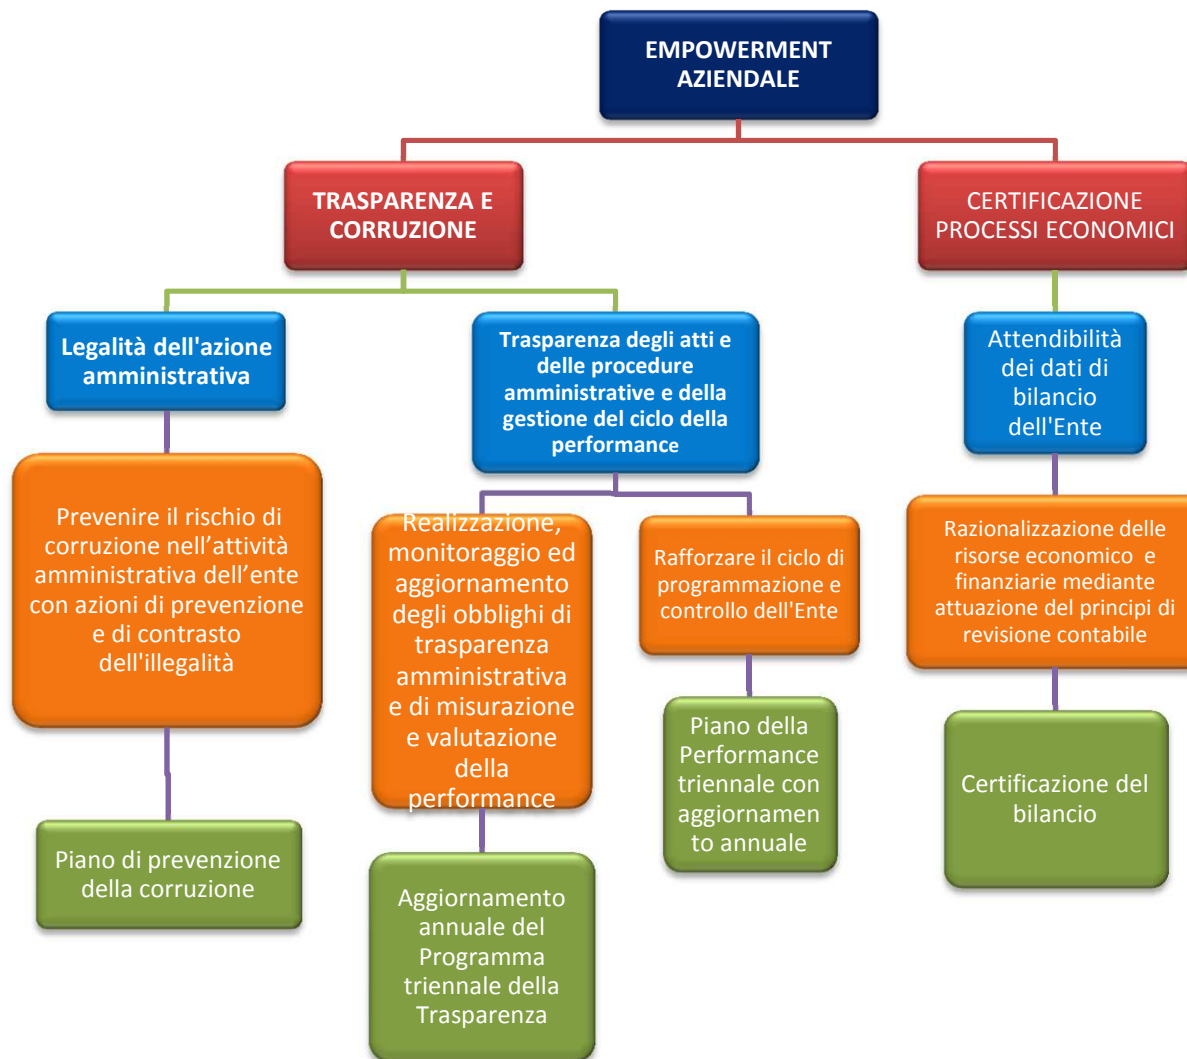 EMPOWERMENT
AZIENDALE
TRASPARENZA E
CORRUZIONE
CERTIFICAZIONE
PROCESSI ECONOMICI
Legalità dell'azione
amministrativa
Trasparenza degli atti e
delle procedure
amministrative e della
gestione del ciclo della
performance
Attendibilità
dei dati di
bilancio
dell'Ente
Prevenire il rischio di
corruzione nell’attività
amministrativa dell’ente
con azioni di prevenzione
e di contrasto
dell'illegalità
Realizzazione,
monitoraggio ed
aggiornamento
degli obblighi di
trasparenza
amministrativa
e di misurazione
e valutazione
della
performance
Rafforzare il ciclo di
programmazione e
controllo dell'Ente
Razionalizzazione delle
risorse economico e
finanziarie mediante
attuazione del principi di
revisione contabile
Piano di prevenzione
della corruzione
Aggiornamento
annuale del
Programma
triennale della
Trasparenza
Piano della
Performance
triennale con
aggiornamen
to annuale
Certificazione del
bilancio